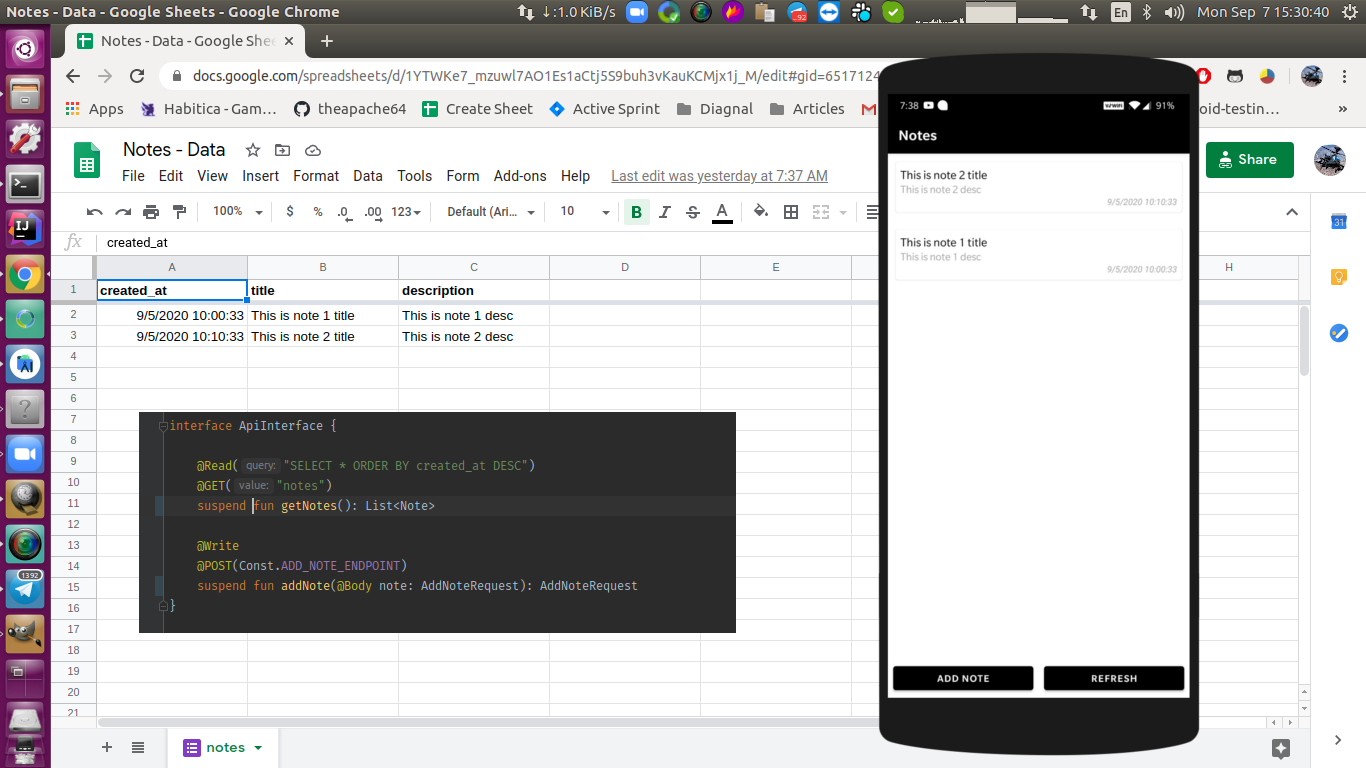 Notes - Data - Google Sheets - Google Chrome
↓:1.0 KiB/s
92
En
Mon Sep 7 15:30:40
Notes - Data - Google Shee
docs.google.com/spreadsheets/d/1YTWKe7_mzuwl7AO1Es1aCtj5S9buh3vKauKCMjx1j_M/edit#gid=6517124
Apps
Habitica - Gam…
theapache64
Create Sheet
Active Sprint
Diagnal
Articles
oid-testin…
»
Notes - Data
Share
File Edit View Insert Format Data Tools Form Add-ons Help Last edit was yesterday at 7:37 AM
100% $ % .0 .00 123 Default (Ari... 10 B I S A
fx created_at
A B C D E H
1 created_at title description
2 9/5/2020 10:00:33 This is note 1 title This is note 1 desc
3 9/5/2020 10:10:33 This is note 2 title This is note 2 desc
4
5
6
7
8
9
10
11
12
13
14
15
16
17
18
19
20
21
interface ApiInterface {
@Read( query: "SELECT * ORDER BY created_at DESC")
@GET( value: "notes")
suspend fun getNotes(): List<Note>
@Write
@POST(Const.ADD_NOTE_ENDPOINT)
suspend fun addNote(@Body note: AddNoteRequest): AddNoteRequest
}
7:38
91%
Notes
This is note 2 title
This is note 2 desc
9/5/2020 10:10:33
This is note 1 title
This is note 1 desc
9/5/2020 10:00:33
ADD NOTE
REFRESH
notes
1392
IJ
31